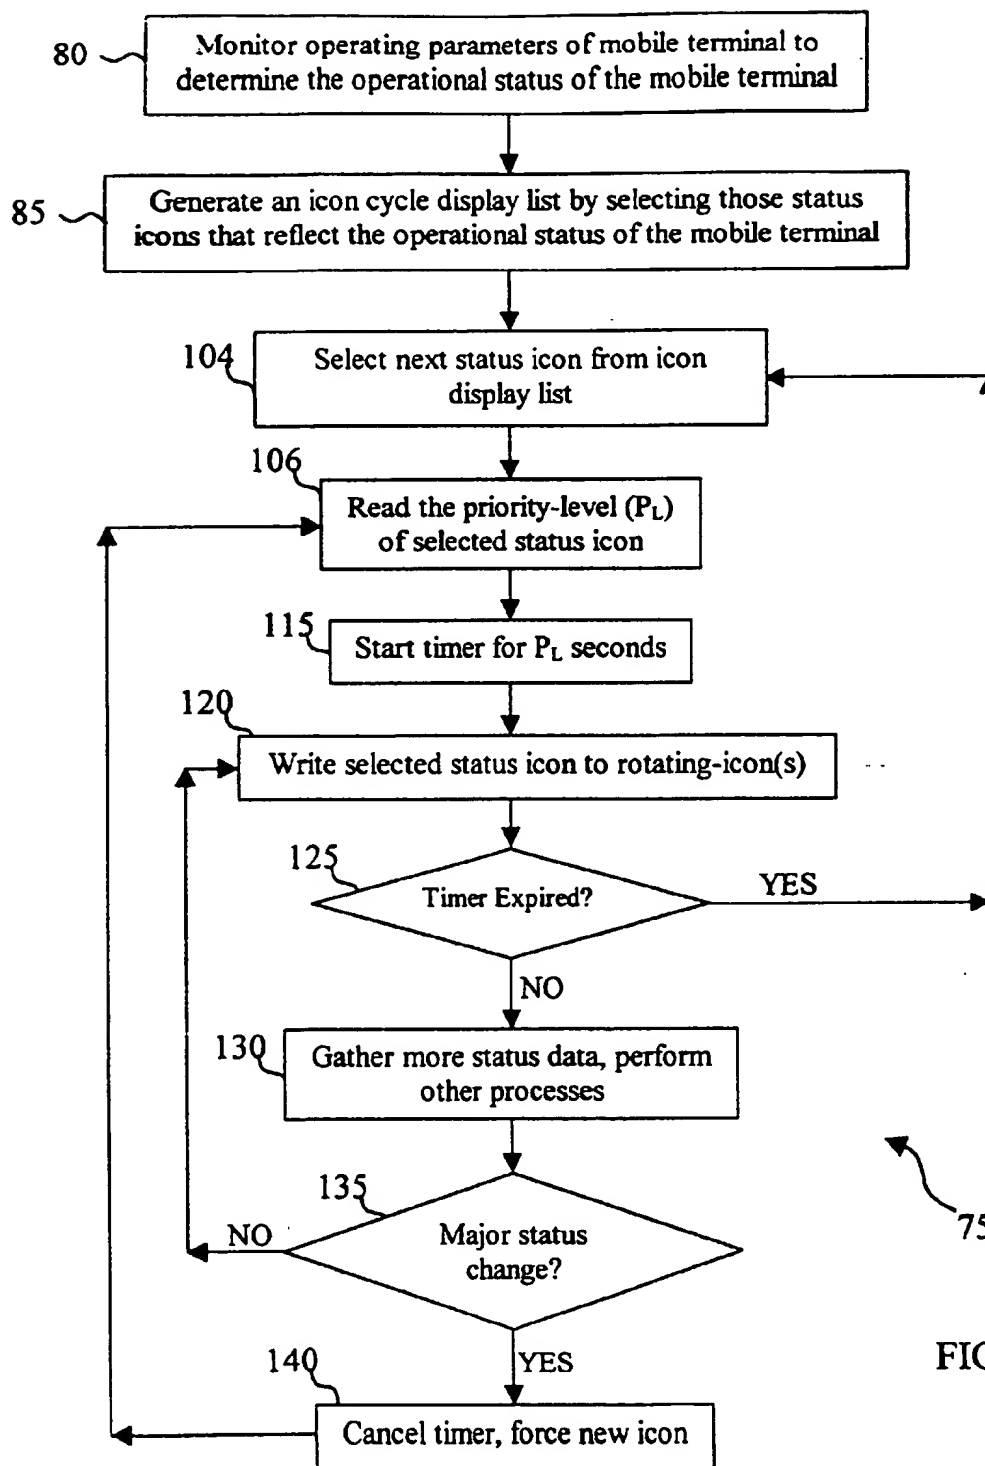 80
Monitor operating parameters of mobile terminal to
determine the operational status of the mobile terminal
85
Generate an icon cycle display list by selecting those status
icons that reflect the operational status of the mobile terminal
104
Select next status icon from icon
display list
106
Read the priority-level (PL)
of selected status icon
115
Start timer for PL seconds
120
Write selected status icon to rotating-icon(s)
125
Timer Expired?
YES
NO
130
Gather more status data, perform
other processes
135
Major status
change?
NO
75
YES
FIG
140
Cancel timer, force new icon